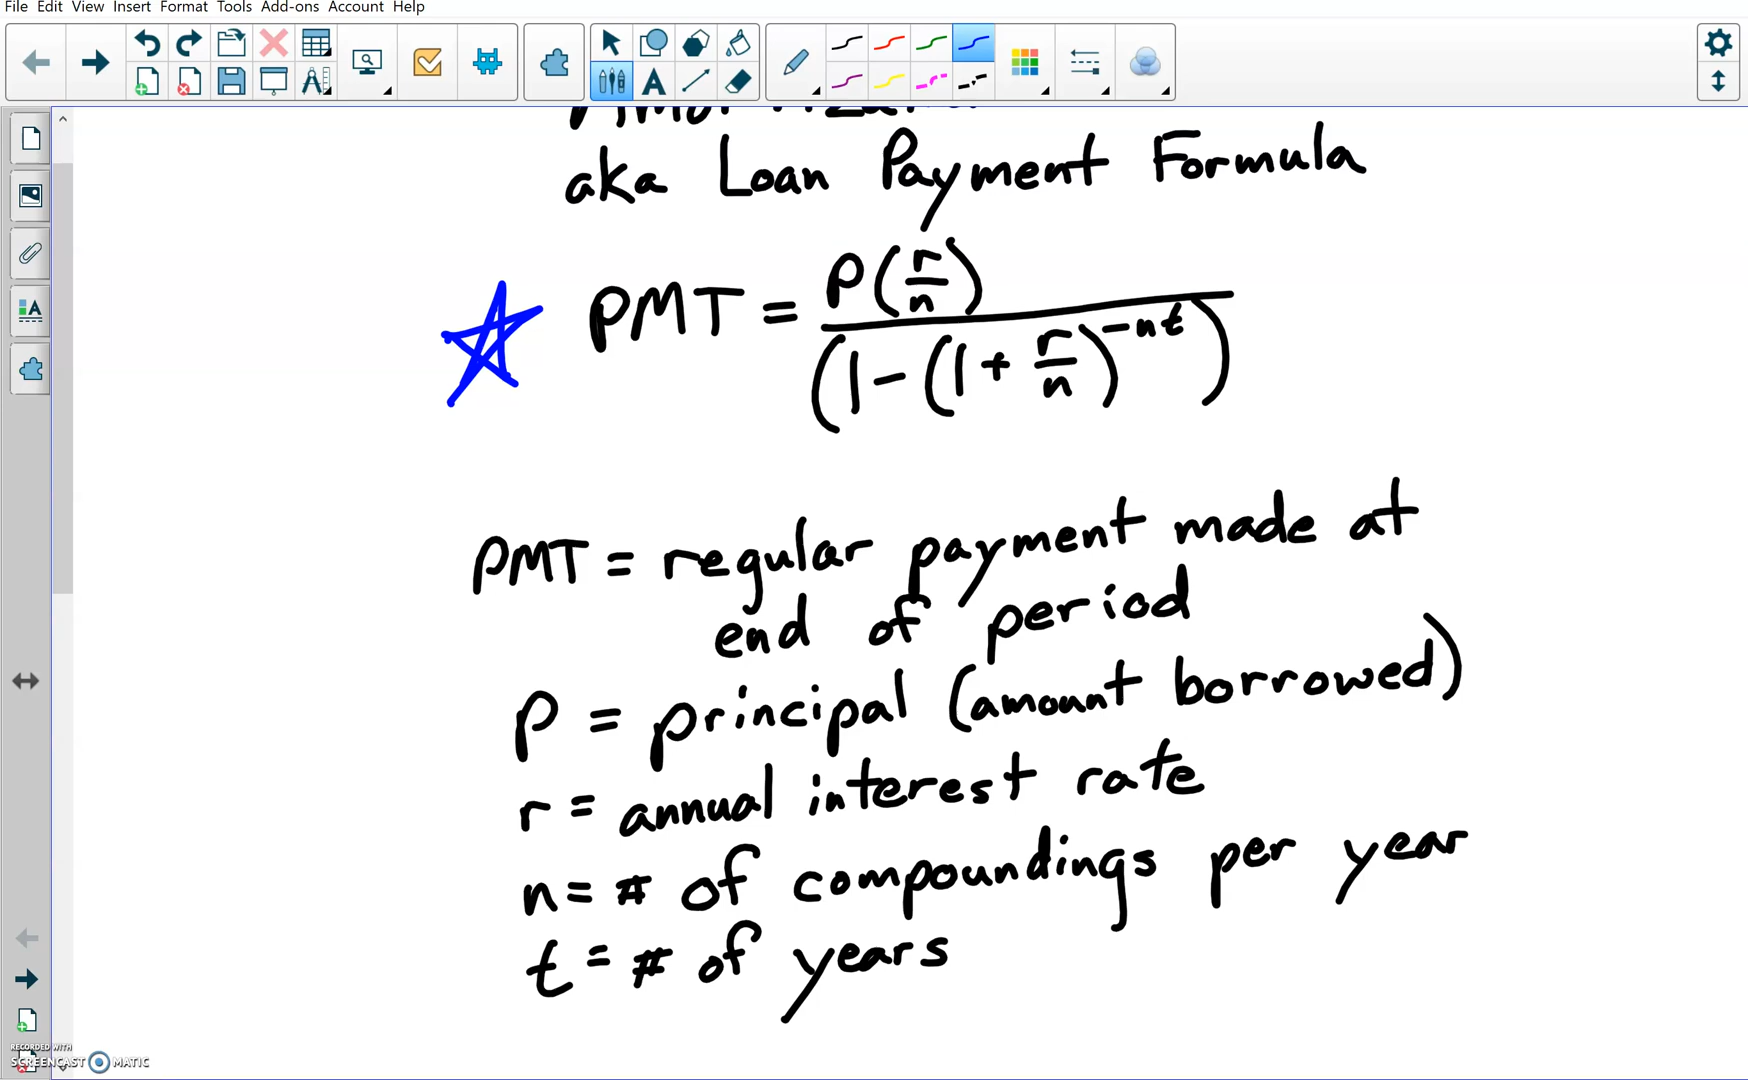 File Edit View Insert Format Tools Add-ons Account Help
aka Loan Payment Formula
PMT = P(r/n) / (1-(1+r/n)^-nt)
PMT = regular payment made at
end of period
P = principal (amount borrowed)
r = annual interest rate
n = # of compoundings per year
t = # of years
RECORDED WITH
SCREENCAST MATIC